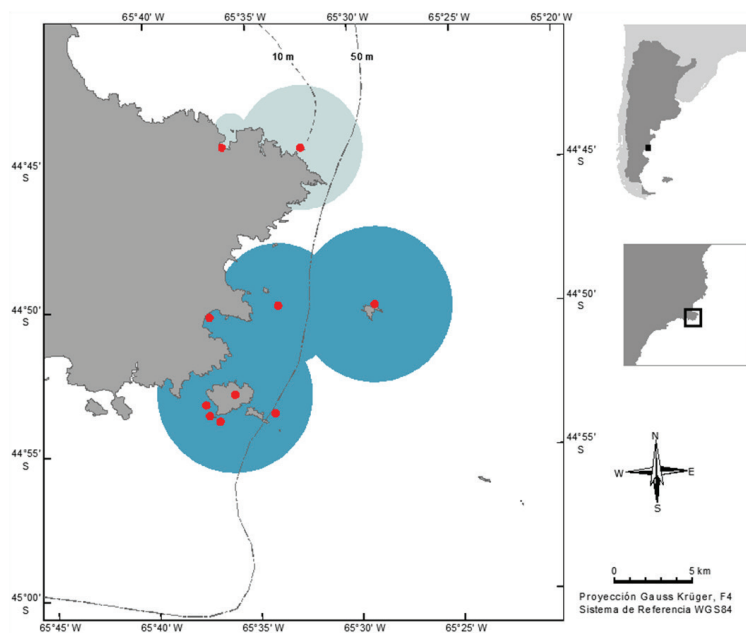 65°40' W 65°35' W 65°30' W 65°25' W 65°20' W
10 m 50 m
44°45' S
44°45' S
44°50' S
44°50' S
44°55' S
44°55' S
45°00' S
45°00' S
65°45' W 65°40' W 65°35' W 65°30' W 65°25' W
N
W E
S
0 5 km
Proyección Gauss Krüger, F4
Sistema de Referencia WGS84